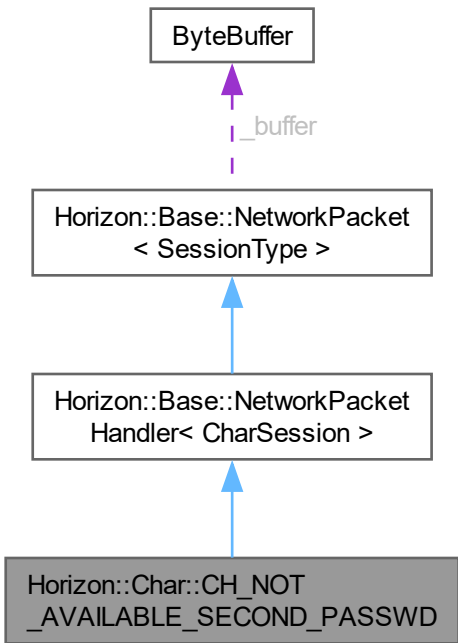 ByteBuffer
_buffer
Horizon::Base::NetworkPacket
< SessionType >
Horizon::Base::NetworkPacket
Handler< CharSession >
Horizon::Char::CH_NOT
_AVAILABLE_SECOND_PASSWD